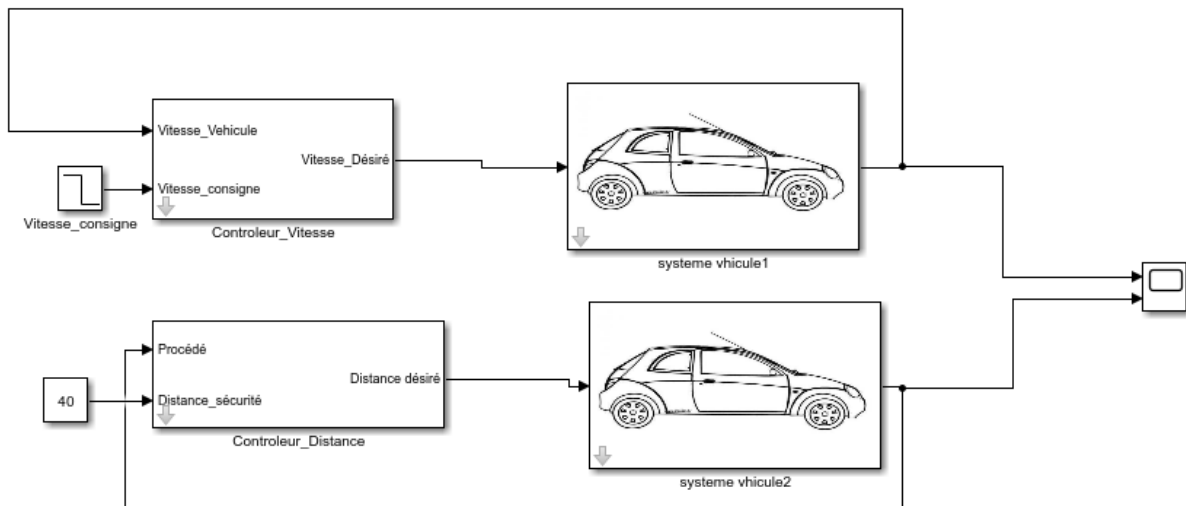 Vitesse_Vehicule
Vitesse_Désiré
Vitesse_consigne
Vitesse_consigne
Controleur_Vitesse
systeme vhicule1
Procédé
Distance désiré
40
Distance_sécurité
Controleur_Distance
systeme vhicule2